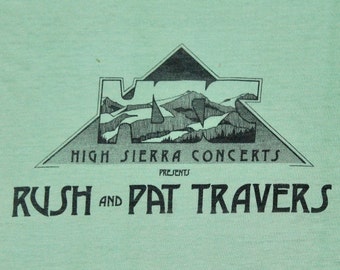 HSC
HIGH SIERRA CONCERTS
PRESENTS
RUSH AND PAT TRAVERS